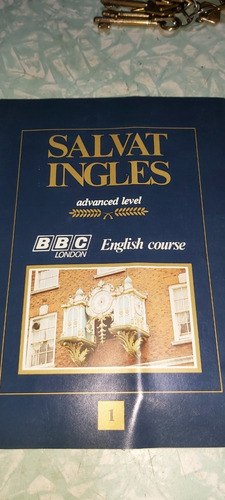 SALVAT
INGLES
advanced level
BBC English course
LONDON
1